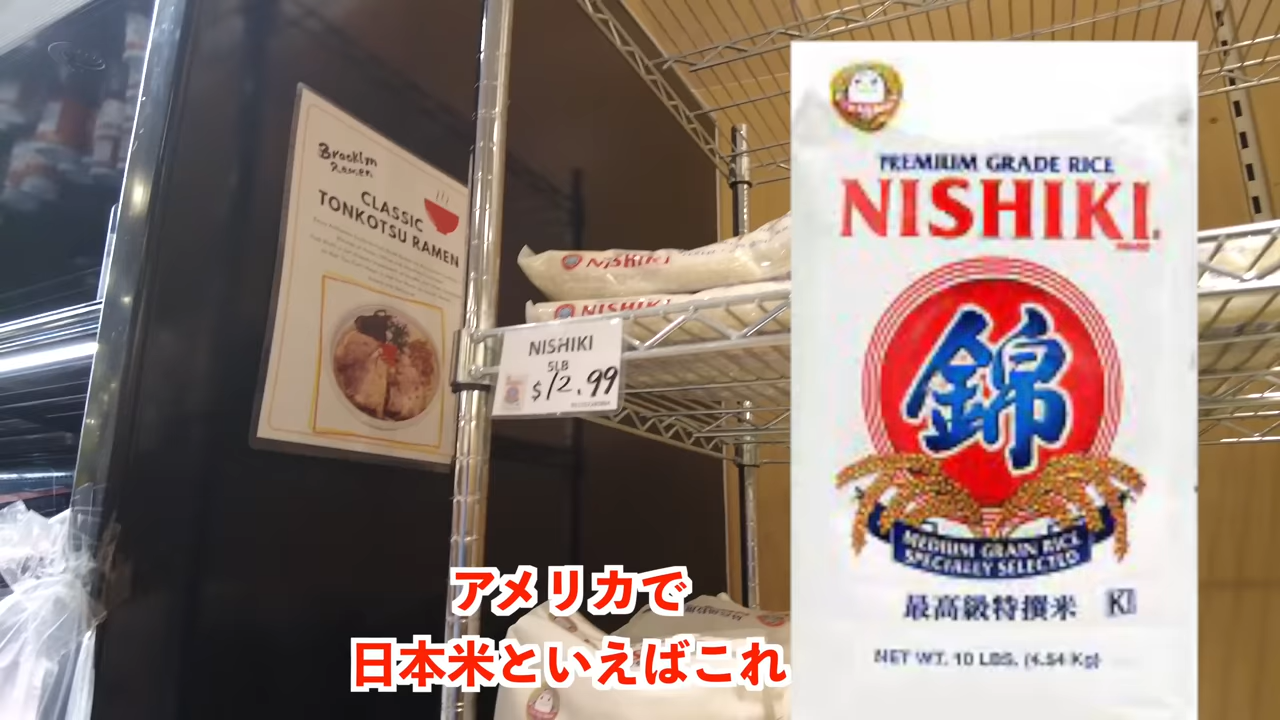 Brooklyn
Ramen
CLASSIC
TONKOTSU RAMEN
NISHIKI
NISHIKI
NISHIKI
5LB
$12.99
PREMIUM GRADE RICE
NISHIKI
錦
MEDIUM GRAIN RICE
SPECIALLY SELECTED
最高級特撰米
NET WT. 10 LBS. (4.54 Kg)
アメリカで
日本米といえばこれ